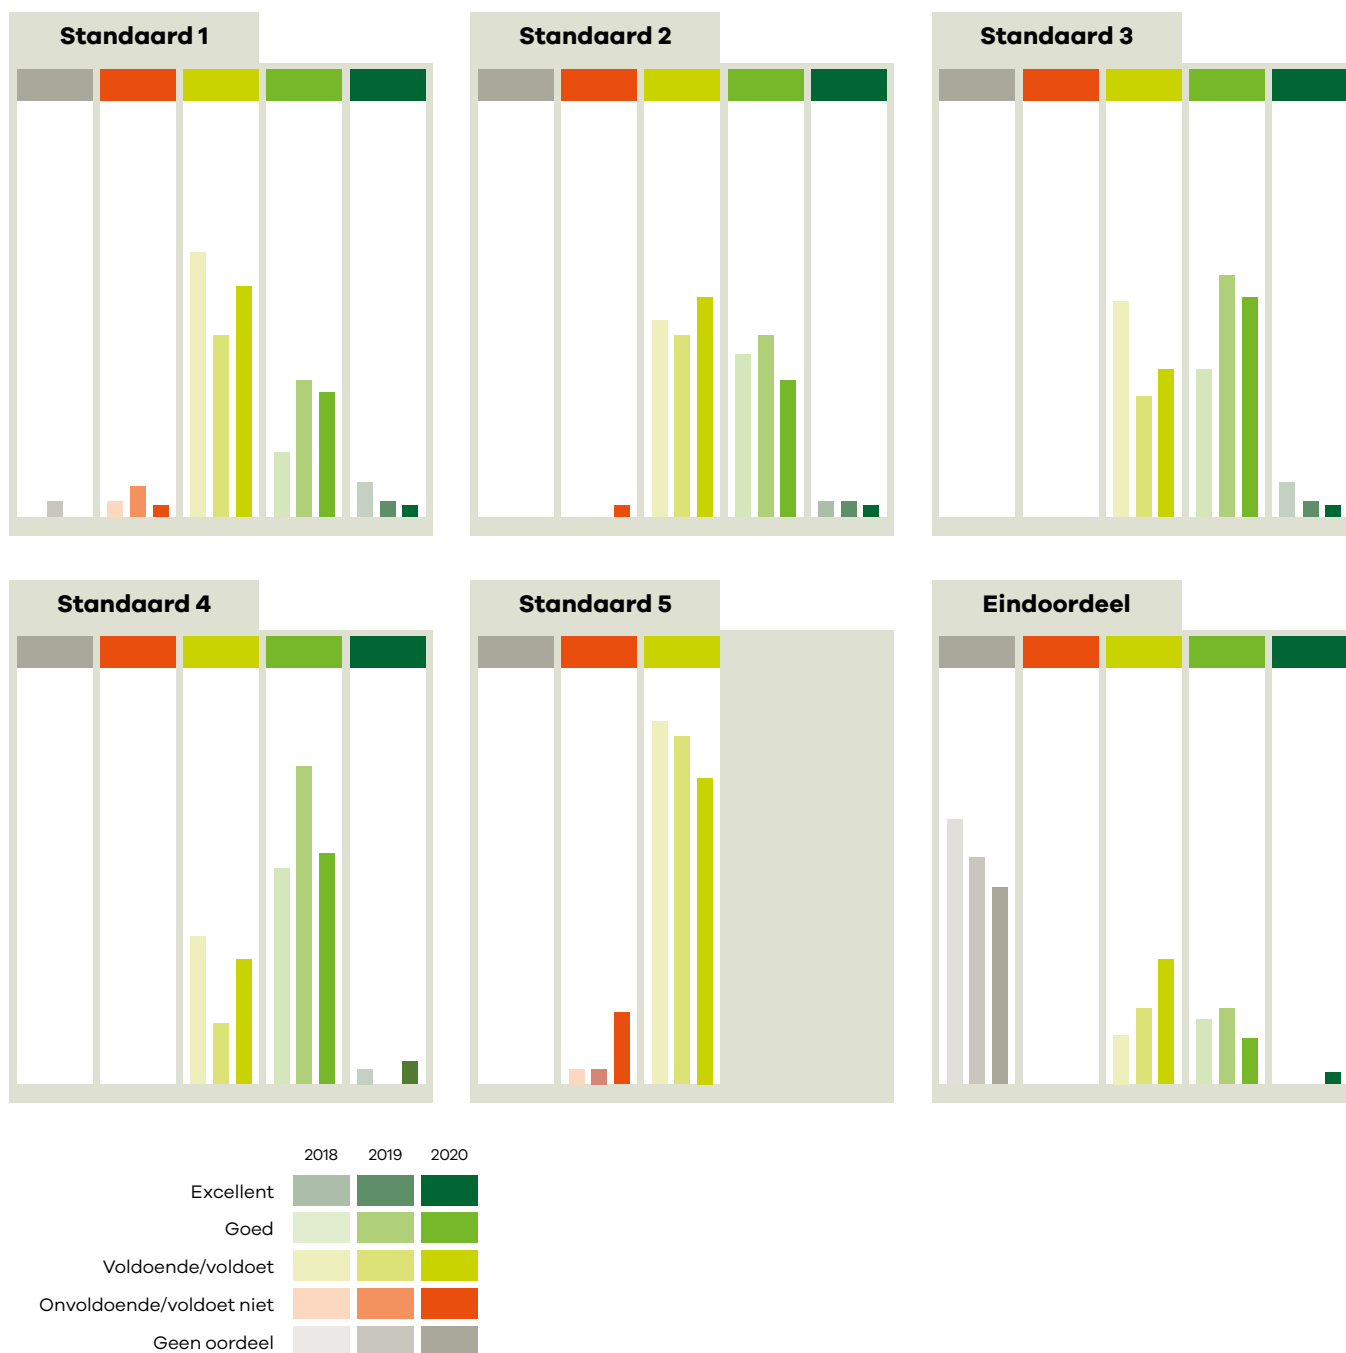 Standaard 1
Standaard 2
Standaard 3
Standaard 4
Standaard 5
Eindoordeel
2018 2019 2020
Excellent
Goed
Voldoende/voldoet
Onvoldoende/voldoet niet
Geen oordeel